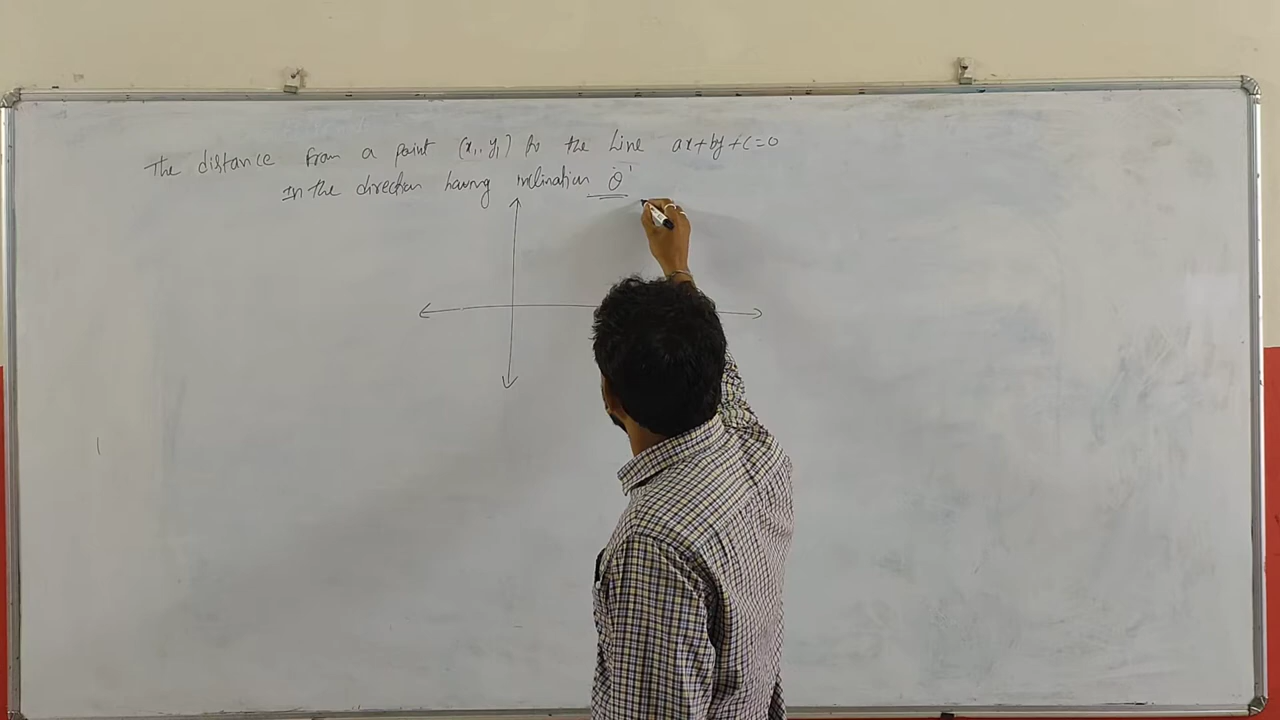 The distance from a point (x₁, y₁) to the Line ax+by+c=0
In the direction having inclination 'θ'